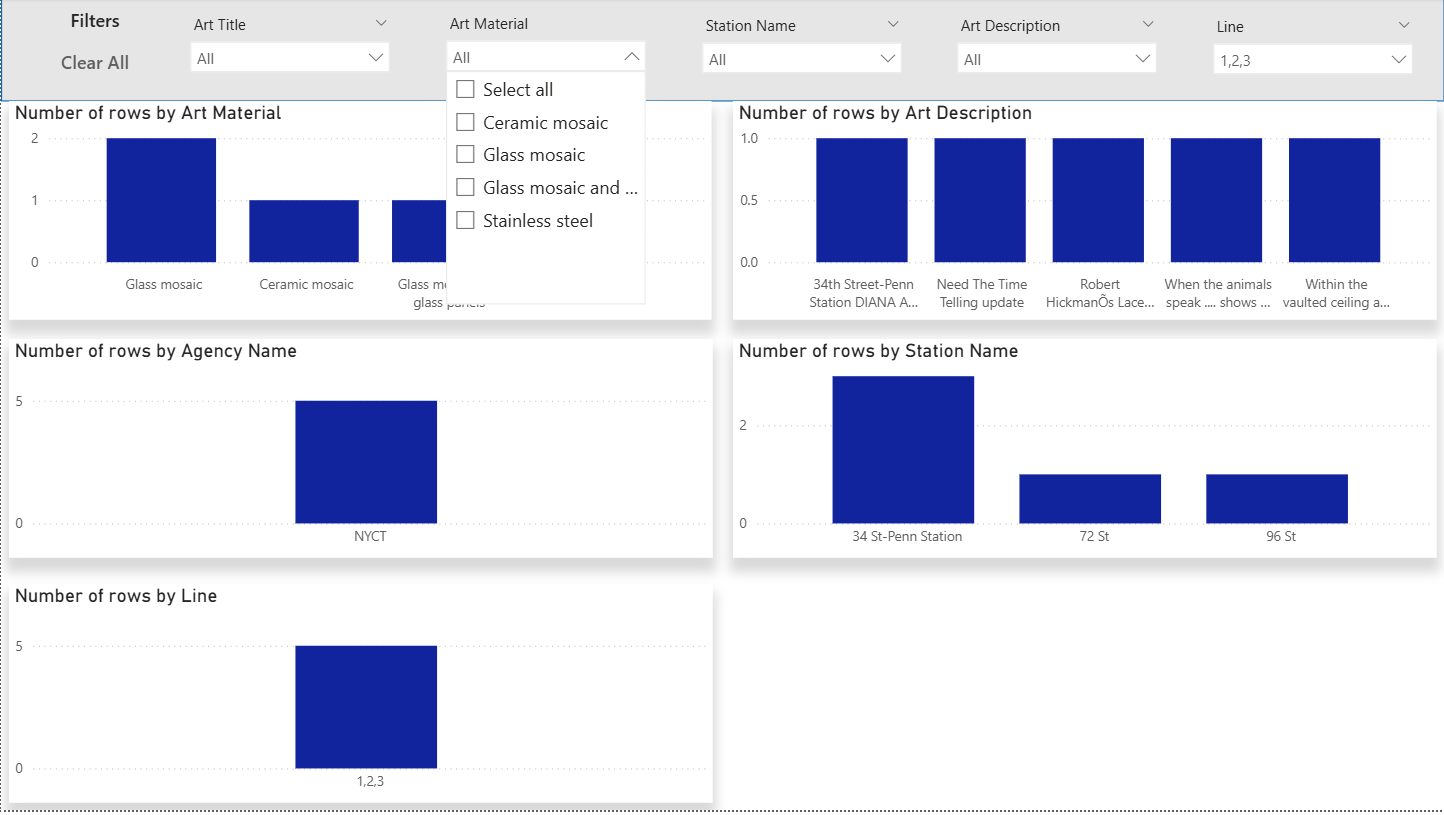 Filters
Clear All
Art Title
All
Art Material
All
Select all
Ceramic mosaic
Glass mosaic
Glass mosaic and ...
Stainless steel
Station Name
All
Art Description
All
Line
1,2,3
Number of rows by Art Material
2
1
0
Glass mosaic
Ceramic mosaic
Glass mo
glass panels
Number of rows by Art Description
1.0
0.5
0.0
34th Street-Penn
Station DIANA A...
Need The Time
Telling update
Robert
HickmanÕs Lace...
When the animals
speak .... shows ...
Within the
vaulted ceiling a...
Number of rows by Agency Name
5
0
NYCT
Number of rows by Station Name
2
0
34 St-Penn Station
72 St
96 St
Number of rows by Line
5
0
1,2,3